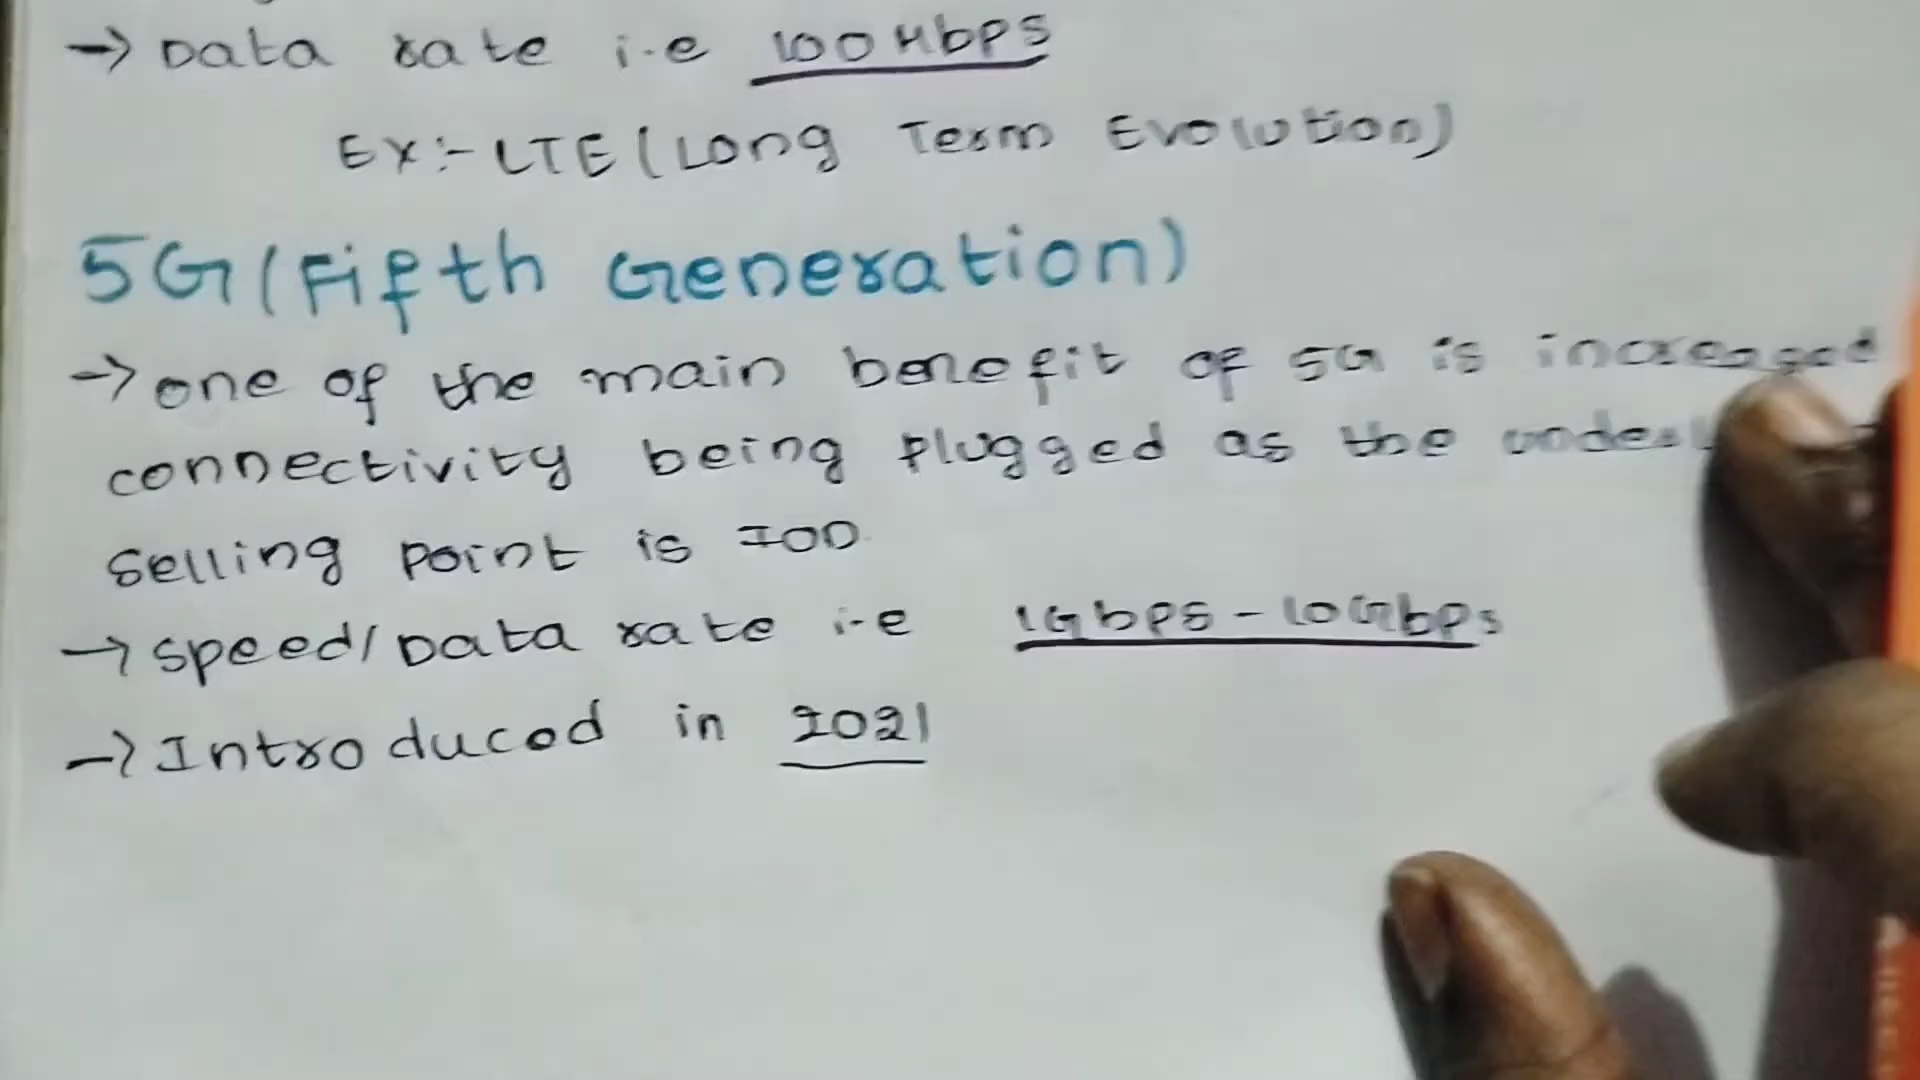 → Data rate i.e 100Mbps
Ex:- LTE (Long Term Evolution)
5G (Fifth Generation)
→ one of the main benefit of 5G is increased
connectivity being plugged as the
selling point is IOD
→ speed/Data rate i.e 1Gbps - 10Gbps
→ Introduced in 2021